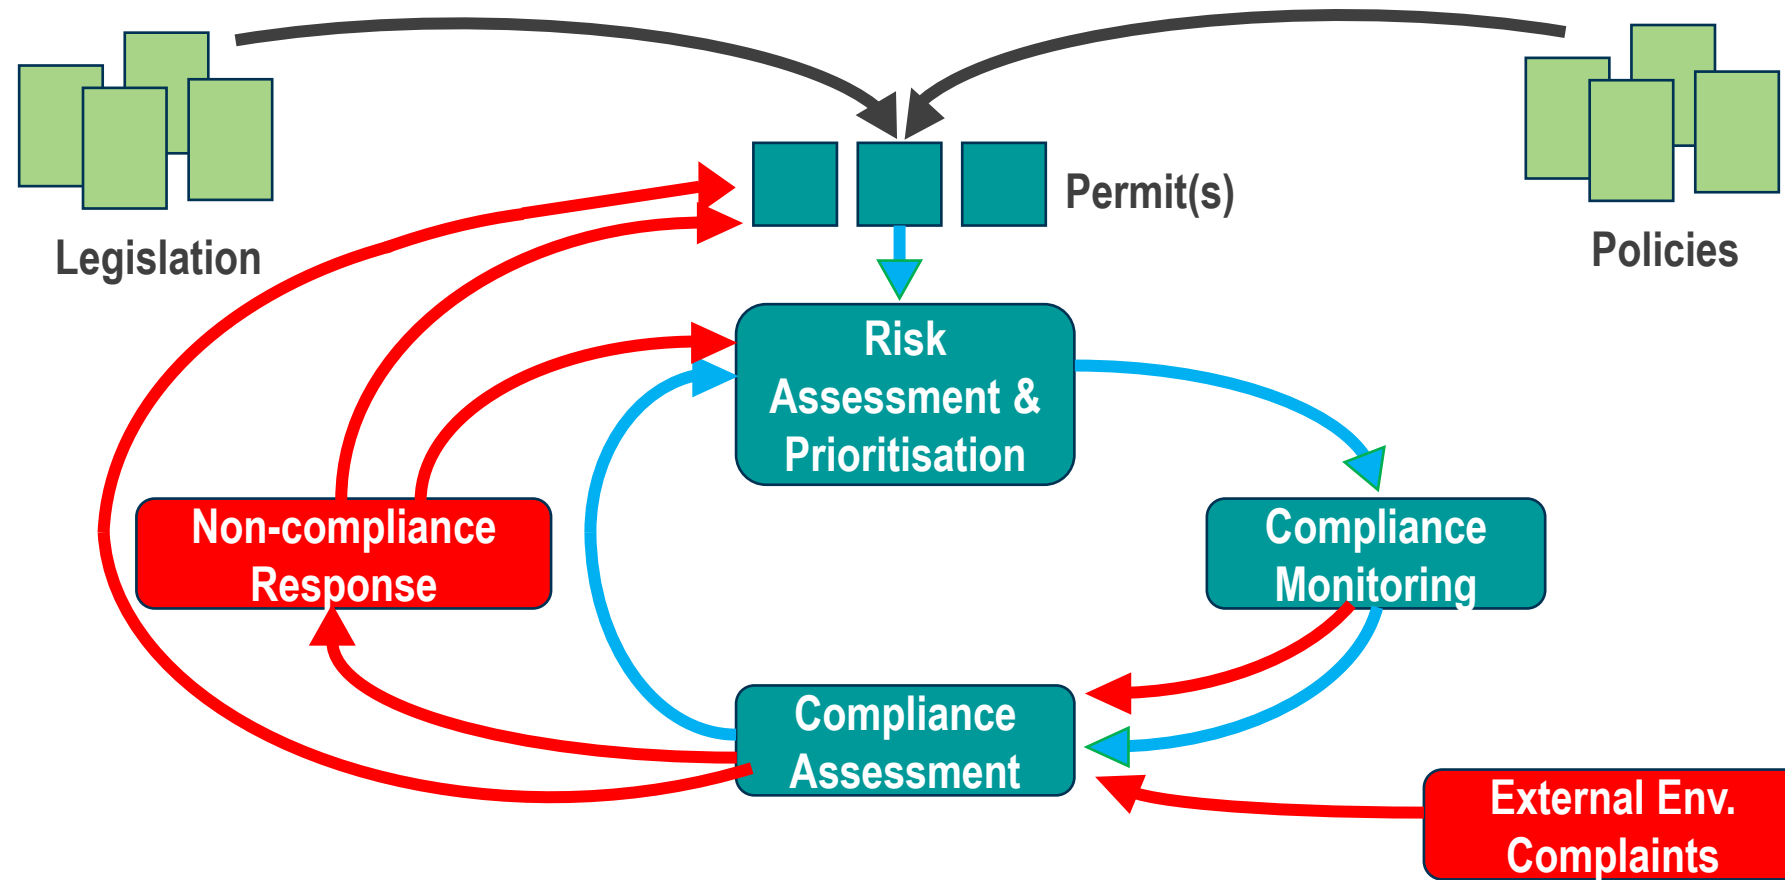 Legislation
Permit(s)
Policies
Risk
Assessment &
Prioritisation
Non-compliance
Response
Compliance
Monitoring
Compliance
Assessment
External Env.
Complaints